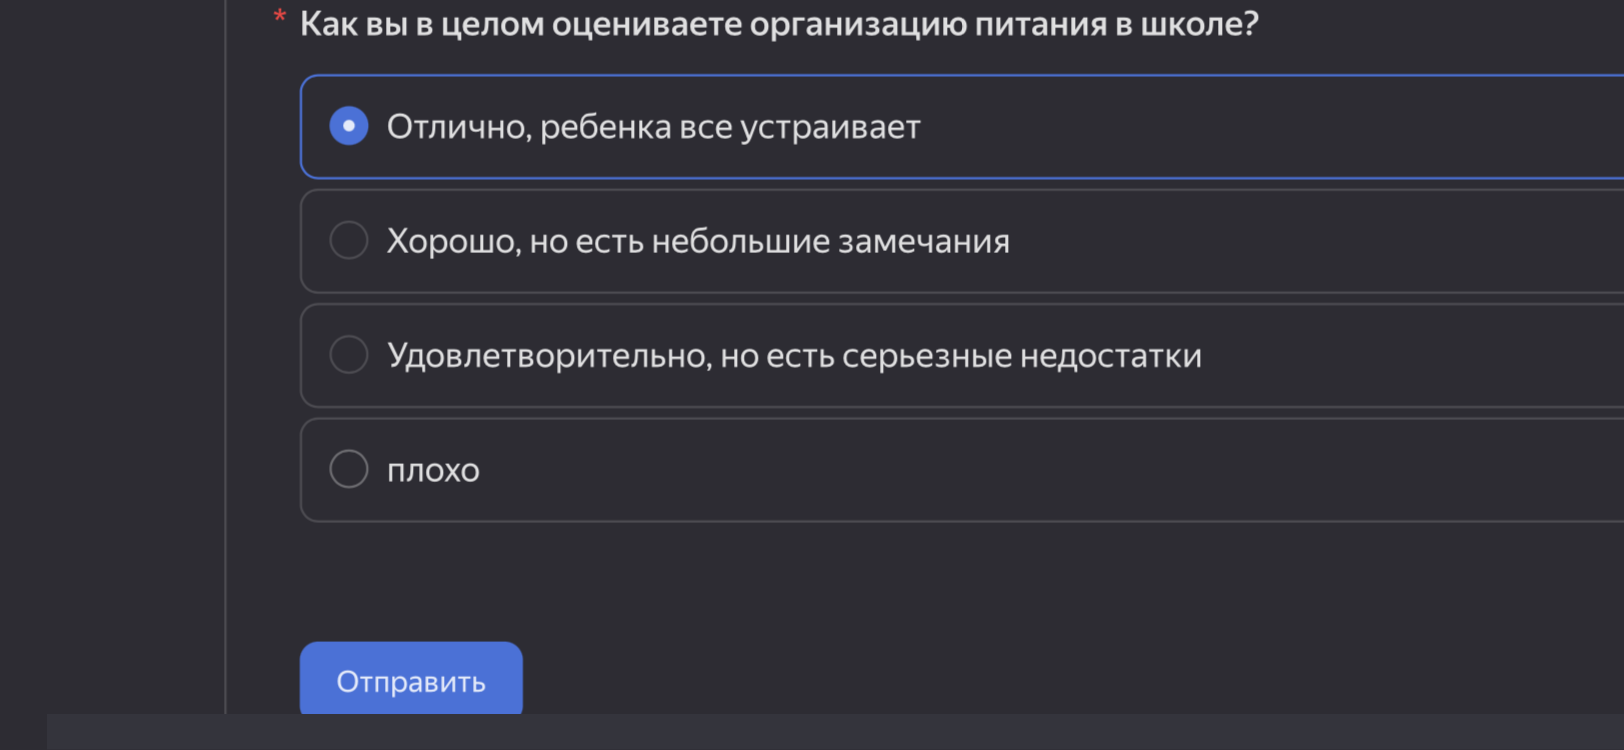 * Как вы в целом оцениваете организацию питания в школе?
Отлично, ребенка все устраивает
Хорошо, но есть небольшие замечания
Удовлетворительно, но есть серьезные недостатки
плохо
Отправить